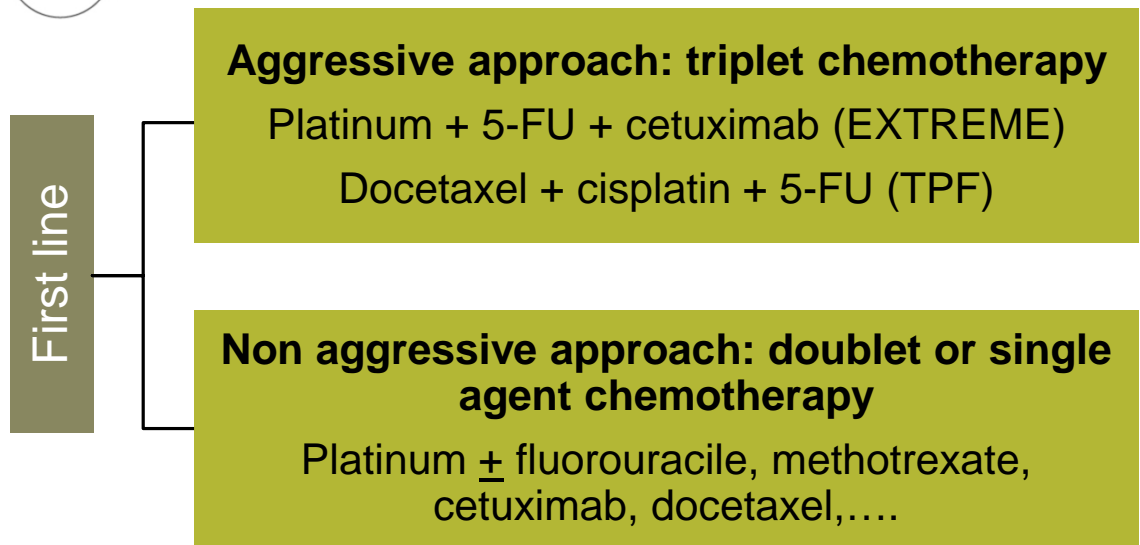 First line
Aggressive approach: triplet chemotherapy
Platinum + 5-FU + cetuximab (EXTREME)
Docetaxel + cisplatin + 5-FU (TPF)
Non aggressive approach: doublet or single
agent chemotherapy
Platinum + fluorouracile, methotrexate,
cetuximab, docetaxel,….